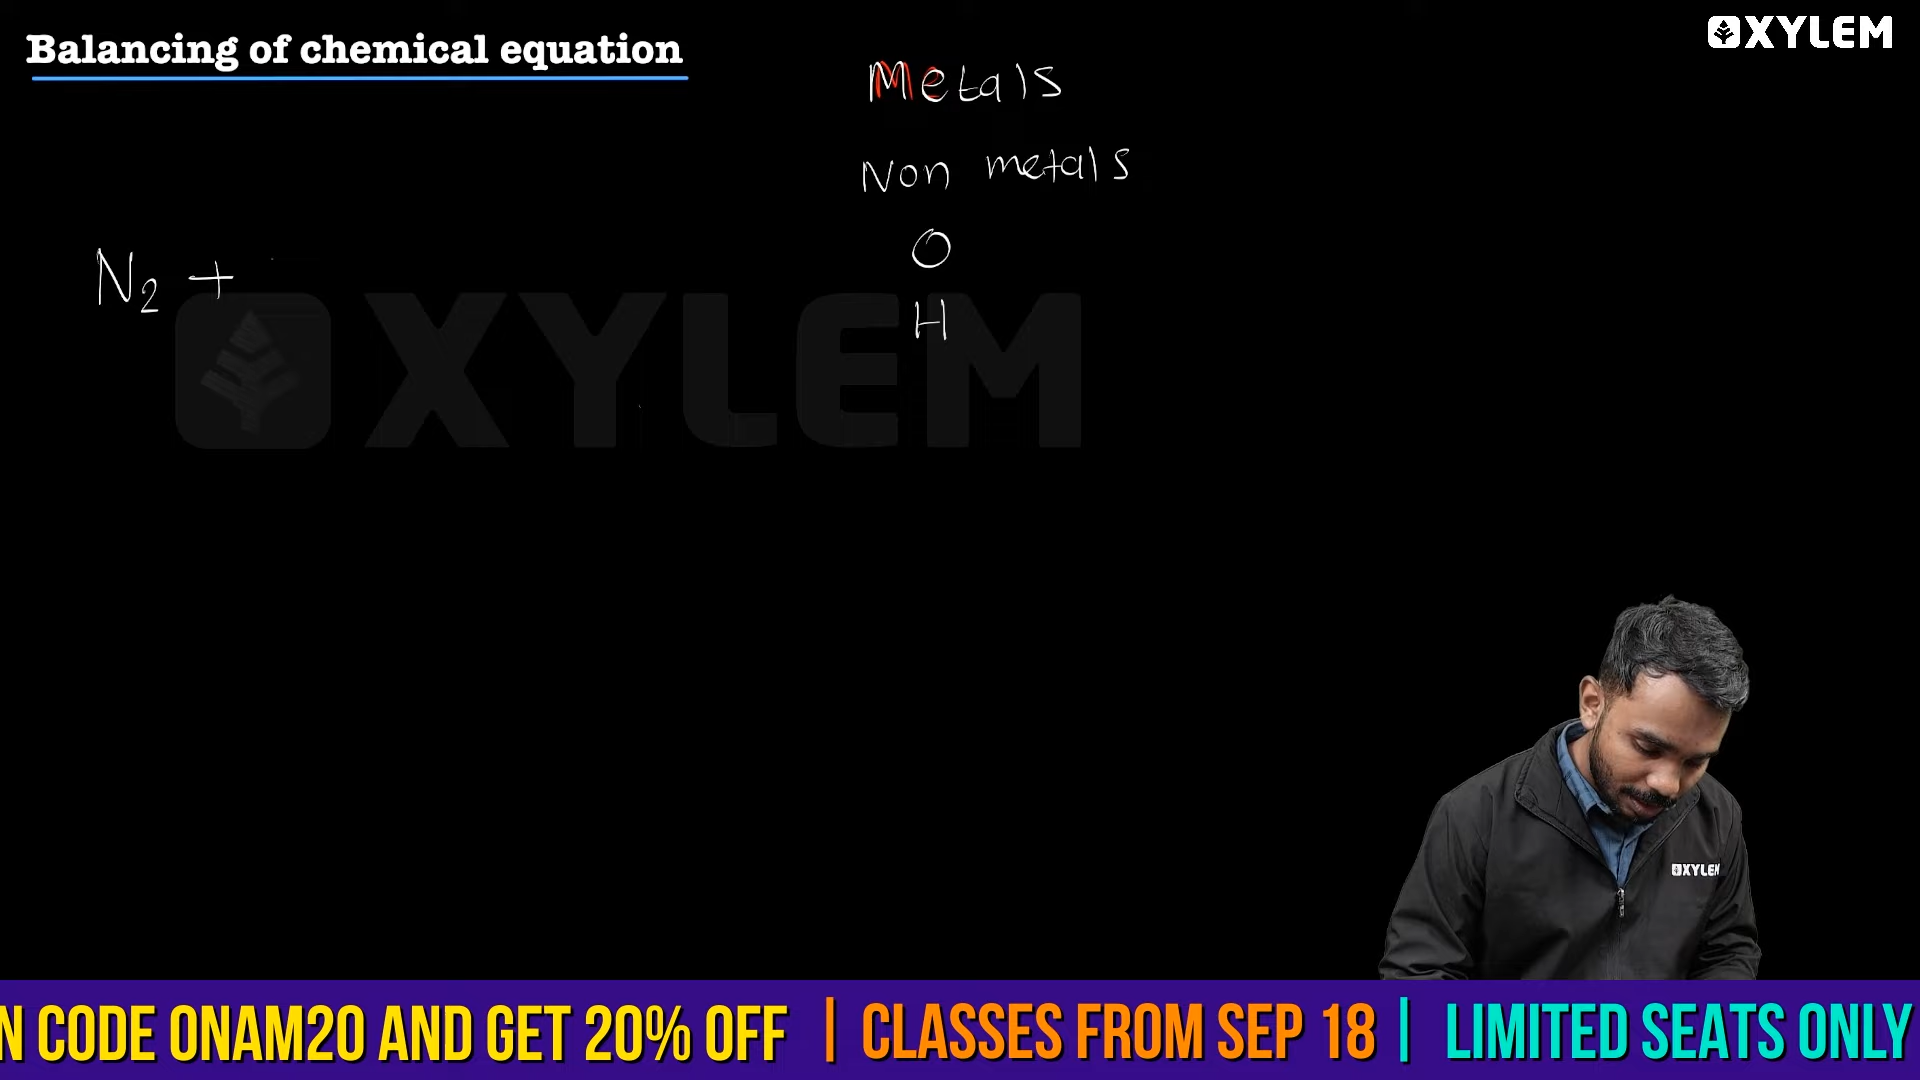 Balancing of chemical equation
XYLEM
Metals
Non metals
O
H
N₂ +
XYLEM
XYLEM
N CODE ONAM20 AND GET 20% OFF | CLASSES FROM SEP 18 | LIMITED SEATS ONLY